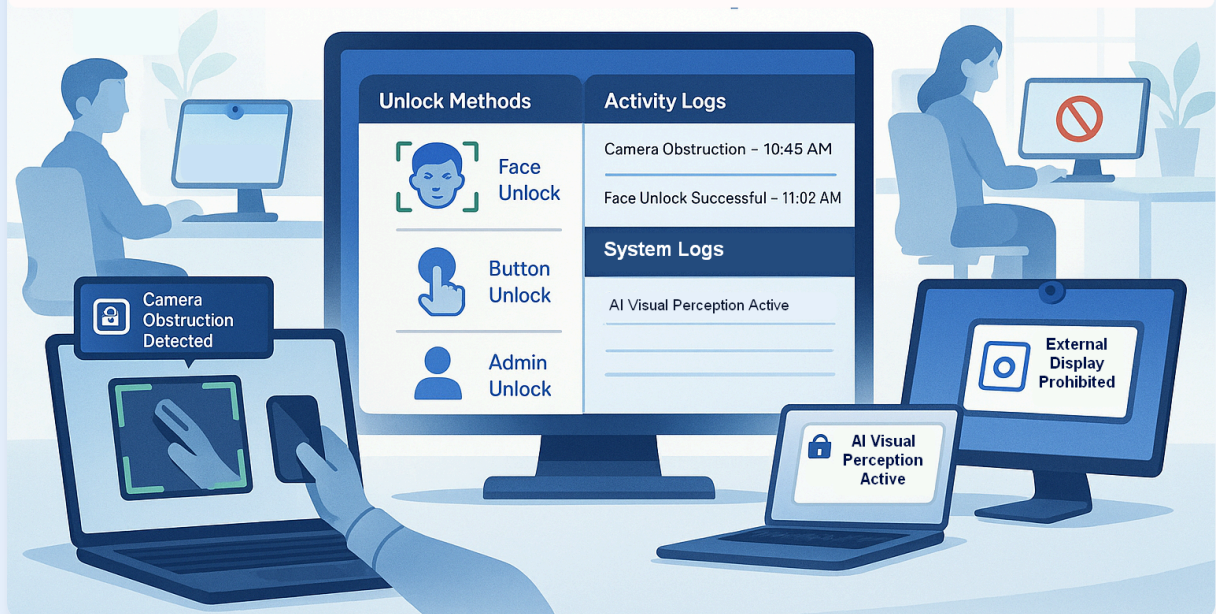 Unlock Methods
Face
Unlock
Button
Unlock
Admin
Unlock
Activity Logs
Camera Obstruction – 10:45 AM
Face Unlock Successful – 11:02 AM
System Logs
AI Visual Perception Active
Camera
Obstruction
Detected
External
Display
Prohibited
AI Visual
Perception
Active